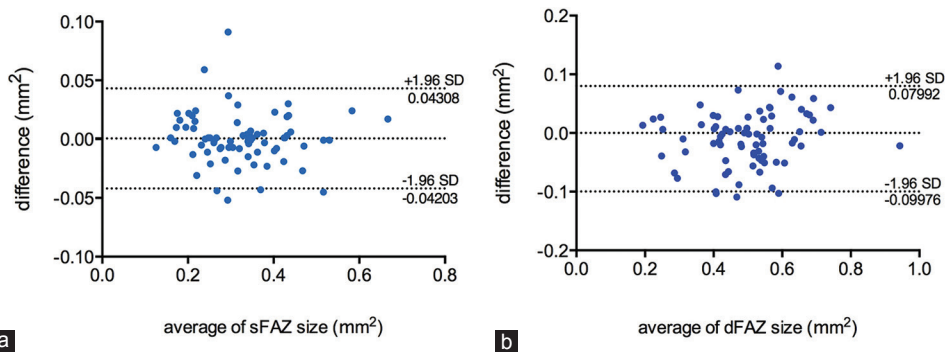 0.10
0.05
0.00
-0.05
-0.10
difference (mm²)
+1.96 SD
0.04308
-1.96 SD
-0.04203
0.0 0.2 0.4 0.6 0.8
average of sFAZ size (mm²)
a
0.2
0.1
0.0
-0.1
-0.2
difference (mm²)
+1.96 SD
0.07992
-1.96 SD
-0.09976
0.0 0.2 0.4 0.6 0.8 1.0
average of dFAZ size (mm²)
b